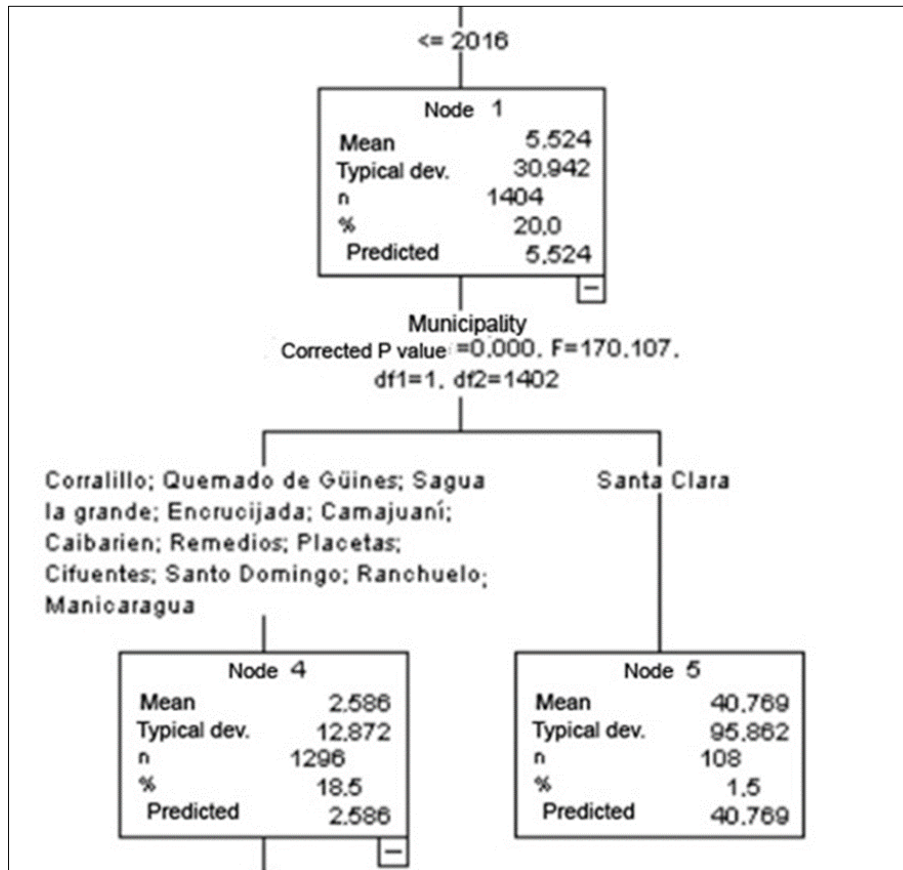 <= 2016
Node 1
Mean 5.524
Typical dev. 30.942
n 1404
% 20.0
Predicted 5.524
Municipality
Corrected P value =0.000. F=170.107.
df1=1. df2=1402
Corralillo; Quemado de Güines; Sagua
la grande; Encrucijada; Camajuaní;
Caibarien; Remedios; Placetas;
Cifuentes; Santo Domingo; Ranchuelo;
Manicaragua
Santa Clara
Node 4
Mean 2.586
Typical dev. 12.872
n 1296
% 18.5
Predicted 2.586
Node 5
Mean 40.769
Typical dev. 95.862
n 108
% 1.5
Predicted 40.769